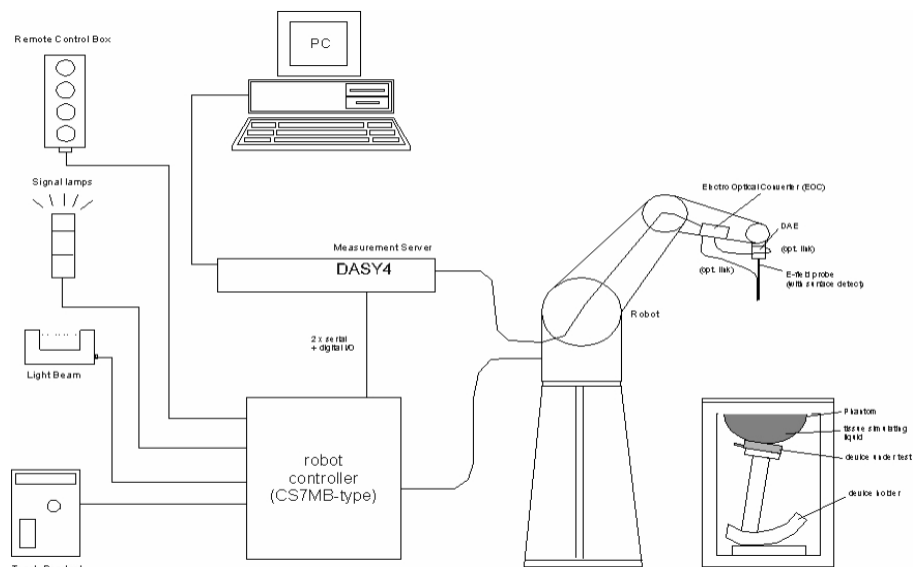 PC
Remote Control Box
Signal lamps
Electro Optical Converter (EOC)
DAE
(opt. link)
Measurement Server
DASY4
(opt. link)
E-field probe
(with surface detect)
Robot
2 x serial
+ digital I/O
Light Beam
Phantom
tissue simulating
liquid
device under test
robot
controller
(CS7MB-type)
device holder